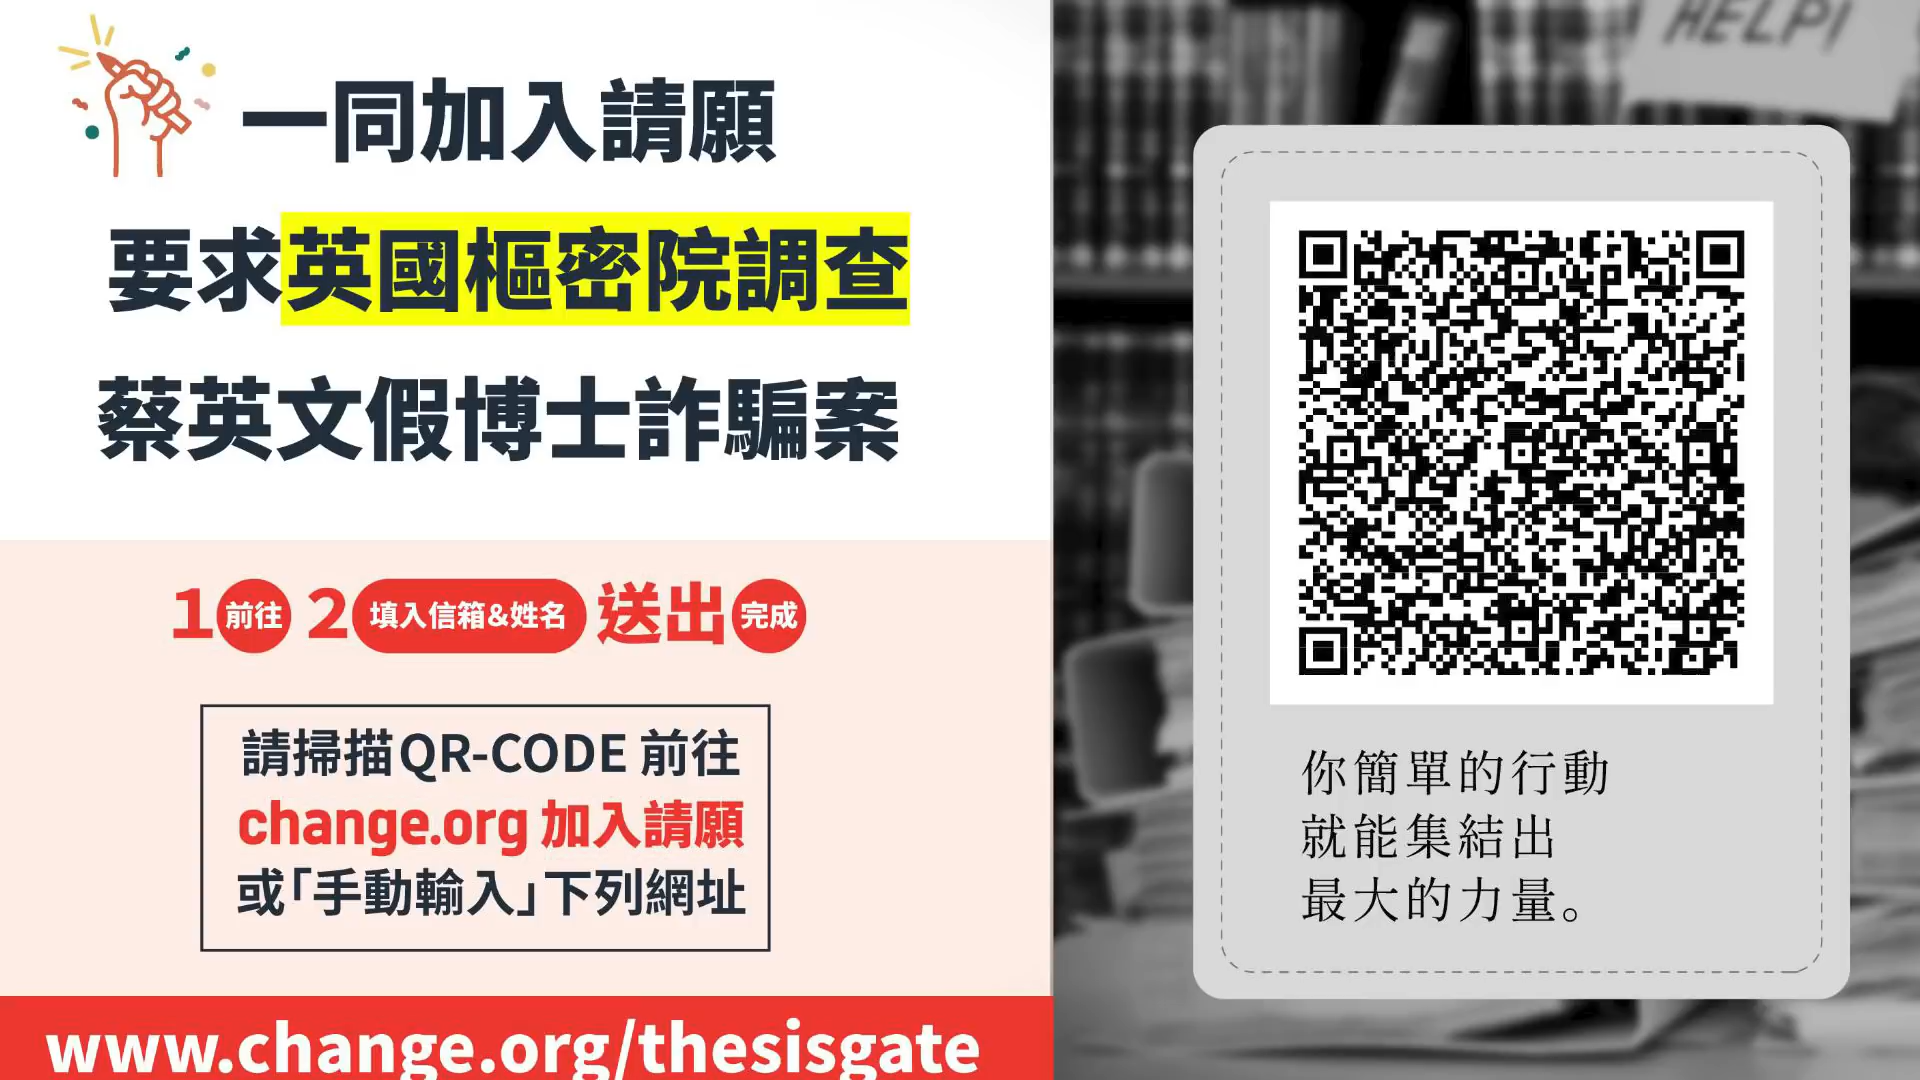 一同加入請願
要求英國樞密院調查
蔡英文假博士詐騙案
1 前往 2 填入信箱&姓名 送出 完成
請掃描QR-CODE 前往
change.org 加入請願
或「手動輸入」下列網址
www.change.org/thesisgate
HELP!
你簡單的行動
就能集結出
最大的力量。